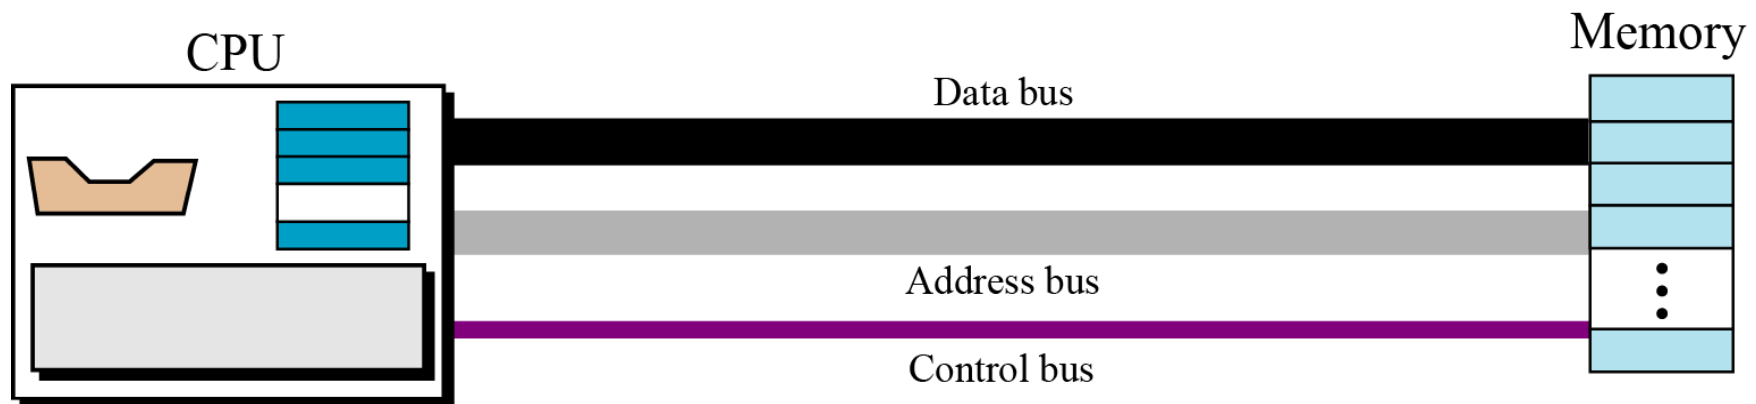 CPU
Memory
Data bus
Address bus
Control bus